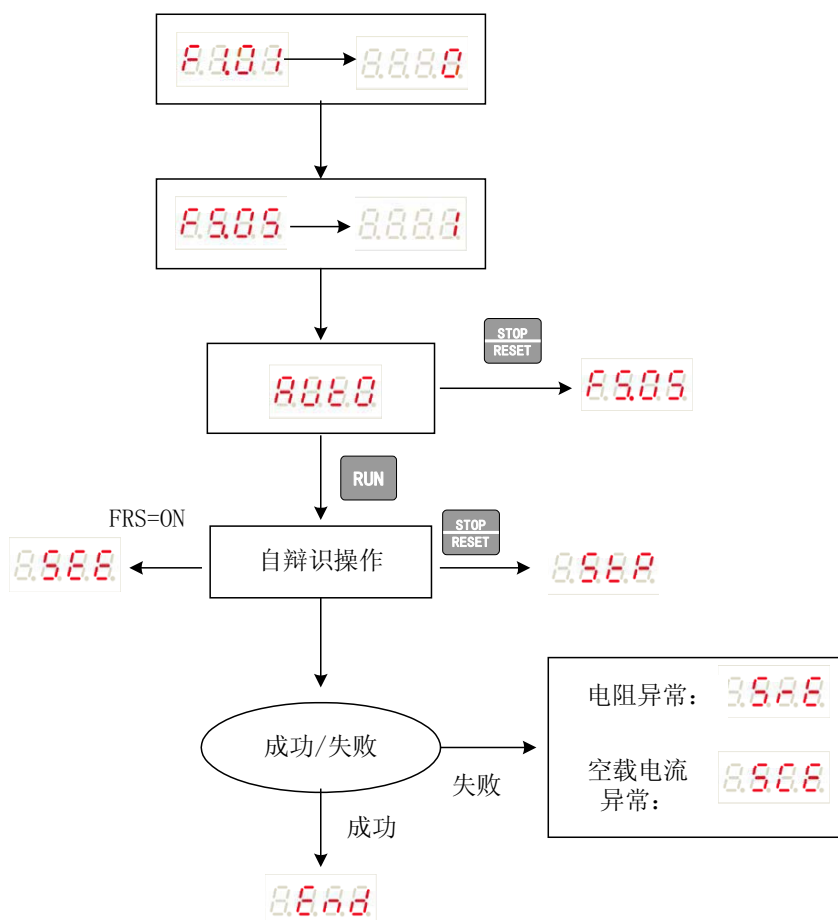 F1.01
0
F5.05
1
AUtO
STOP
RESET
F5.05
RUN
FRS=ON
STOP
RESET
自辩识操作
SEE
StP
电阻异常：
SrE
成功/失败
空载电流
异常：
SCE
失败
成功
End